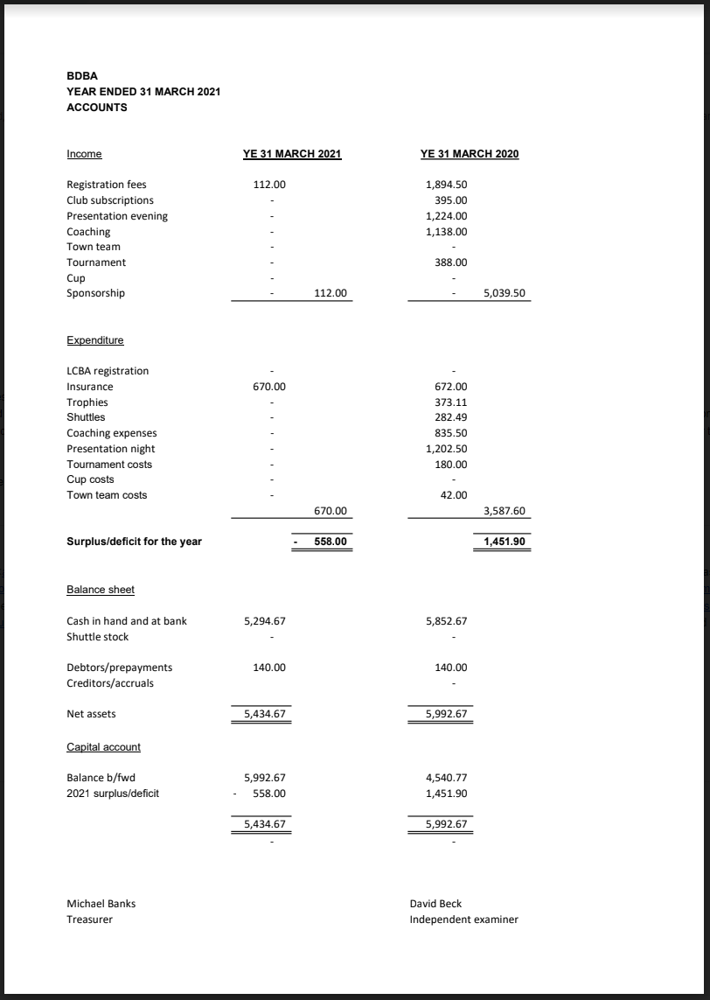 BDBA
YEAR ENDED 31 MARCH 2021
ACCOUNTS
Income YE 31 MARCH 2021 YE 31 MARCH 2020
Registration fees 112.00 1,894.50
Club subscriptions - 395.00
Presentation evening - 1,224.00
Coaching - 1,138.00
Town team - -
Tournament - 388.00
Cup - -
Sponsorship - 112.00 - 5,039.50
Expenditure
LCBA registration - -
Insurance 670.00 672.00
Trophies - 373.11
Shuttles - 282.49
Coaching expenses - 835.50
Presentation night - 1,202.50
Tournament costs - 180.00
Cup costs - -
Town team costs - 42.00
670.00 3,587.60
Surplus/deficit for the year - 558.00 1,451.90
Balance sheet
Cash in hand and at bank 5,294.67 5,852.67
Shuttle stock - -
Debtors/prepayments 140.00 140.00
Creditors/accruals -
Net assets 5,434.67 5,992.67
Capital account
Balance b/fwd 5,992.67 4,540.77
2021 surplus/deficit - 558.00 1,451.90
5,434.67 5,992.67
- -
Michael Banks David Beck
Treasurer Independent examiner